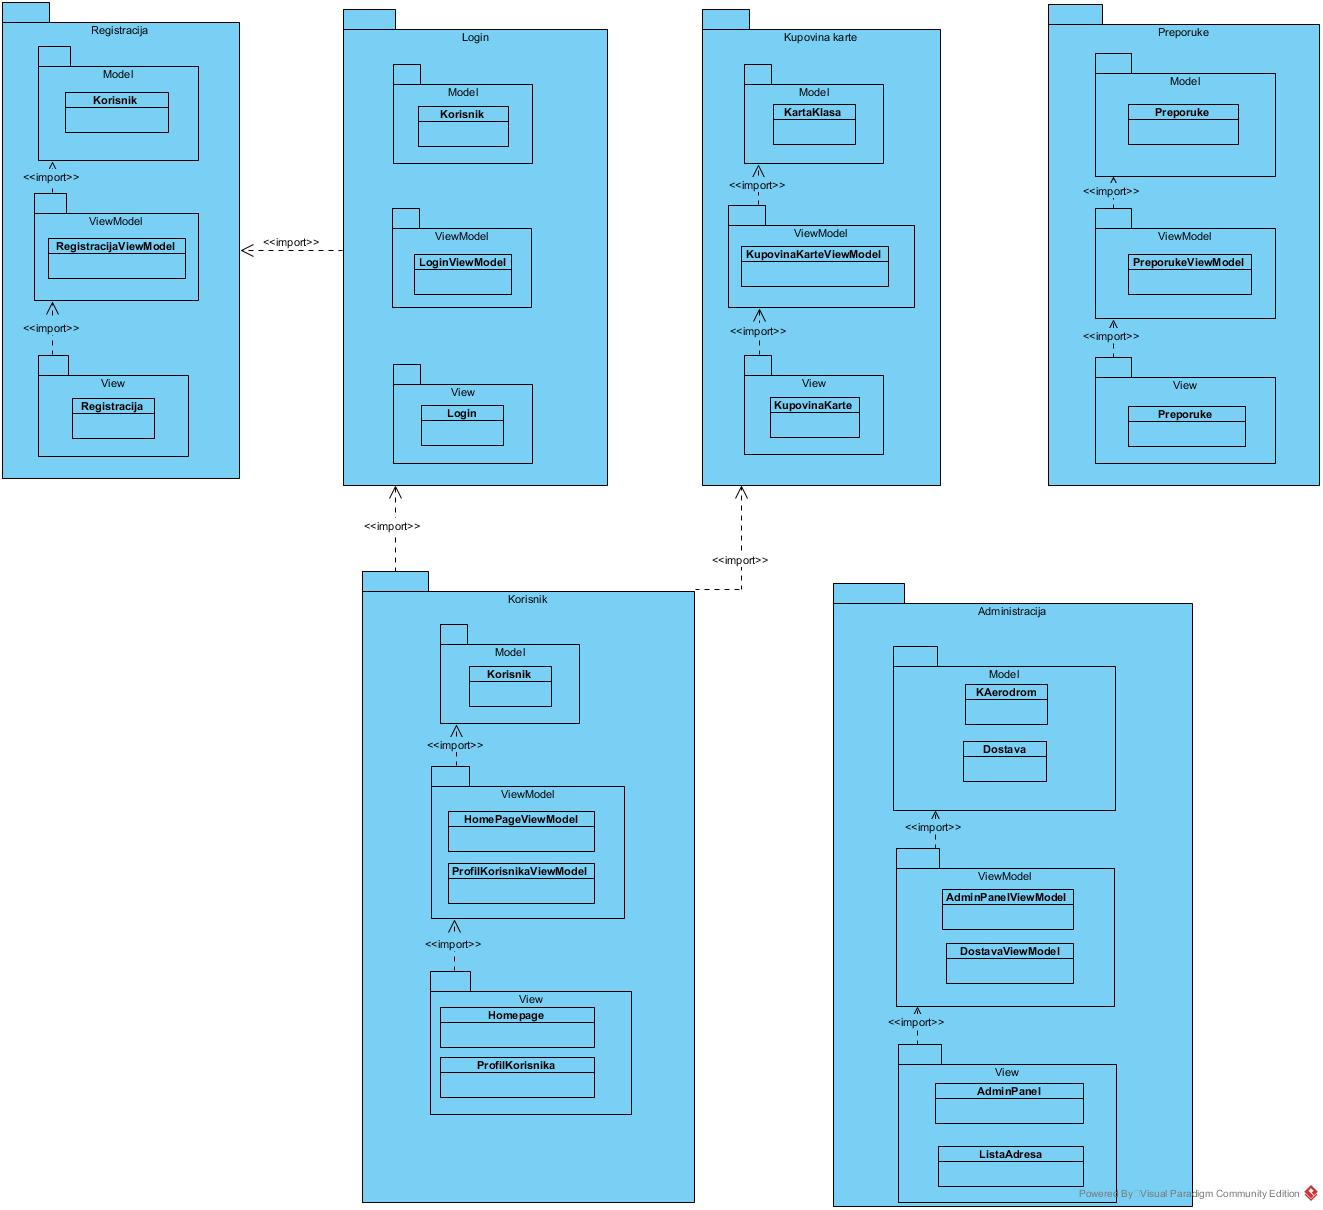 Registracija
Model
Korisnik
<<import>>
ViewModel
RegistracijaViewModel
<<import>>
View
Registracija
<<import>>
Login
Model
Korisnik
ViewModel
LoginViewModel
View
Login
Kupovina karte
Model
KartaKlasa
<<import>>
ViewModel
KupovinaKarteViewModel
<<import>>
View
KupovinaKarte
Preporuke
Model
Preporuke
<<import>>
ViewModel
PreporukeViewModel
<<import>>
View
Preporuke
<<import>>
<<import>>
Korisnik
Model
Korisnik
<<import>>
ViewModel
HomePageViewModel
ProfilKorisnikaViewModel
<<import>>
View
Homepage
ProfilKorisnika
Administracija
Model
KAerodrom
Dostava
<<import>>
ViewModel
AdminPanelViewModel
DostavaViewModel
<<import>>
View
AdminPanel
ListaAdresa
Powered By Visual Paradigm Community Edition